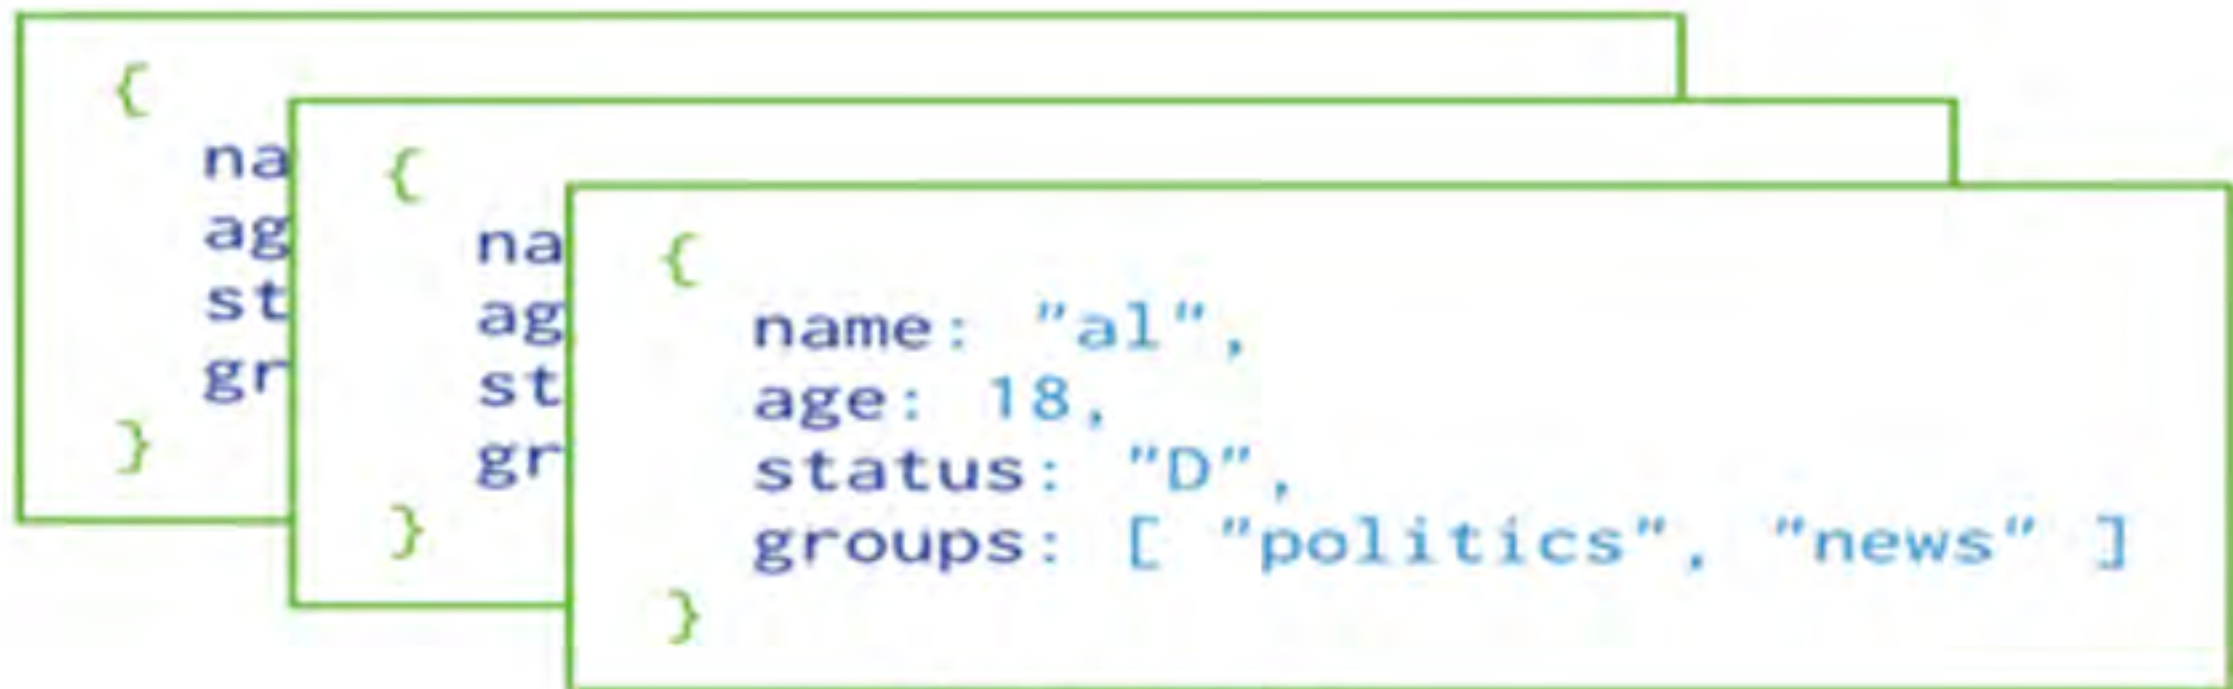 {
na
ag
st
gr
}
{
na
ag
st
gr
}
{
name: "al",
age: 18,
status: "D",
groups: [ "politics", "news" ]
}